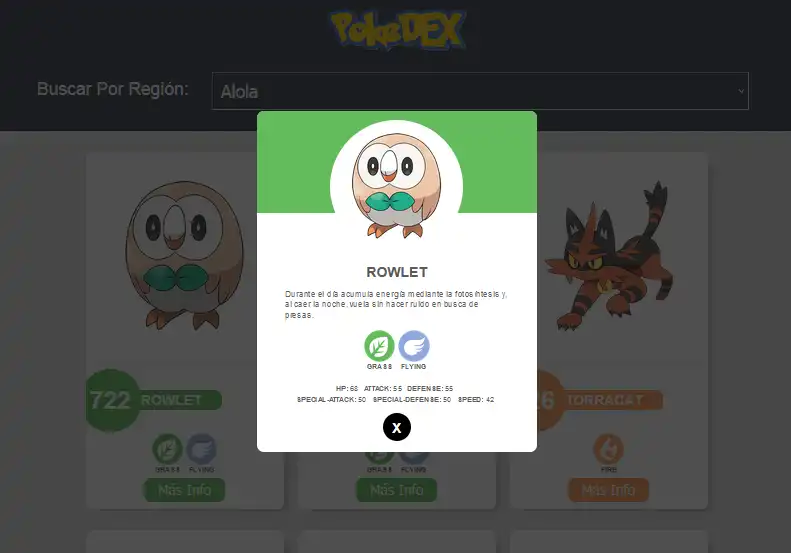 PokeDEX
Buscar Por Región:
Alola
ROWLET
Durante el día acumula energía mediante la fotosíntesis y,
al caer la noche, vuela sin hacer ruido en busca de
presas.
GRASS FLYING
HP: 68 ATTACK: 55 DEFENSE: 55
SPECIAL-ATTACK: 50 SPECIAL-DEFENSE: 50 SPEED: 42
X
722 ROWLET
GRASS FLYING
Más Info
GRASS FLYING
Más Info
6 TORRACAT
FIRE
Más Info